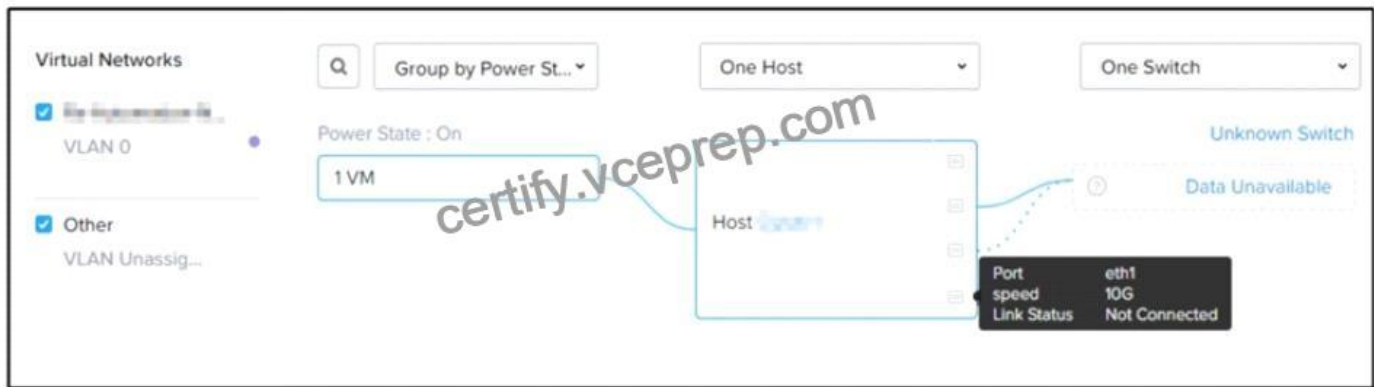 Virtual Networks
VLAN 0
Other
VLAN Unassig...
Group by Power St...
One Host
One Switch
Power State : On
1 VM
Host
Unknown Switch
Data Unavailable
Port eth1
speed 10G
Link Status Not Connected
certify.vceprep.com